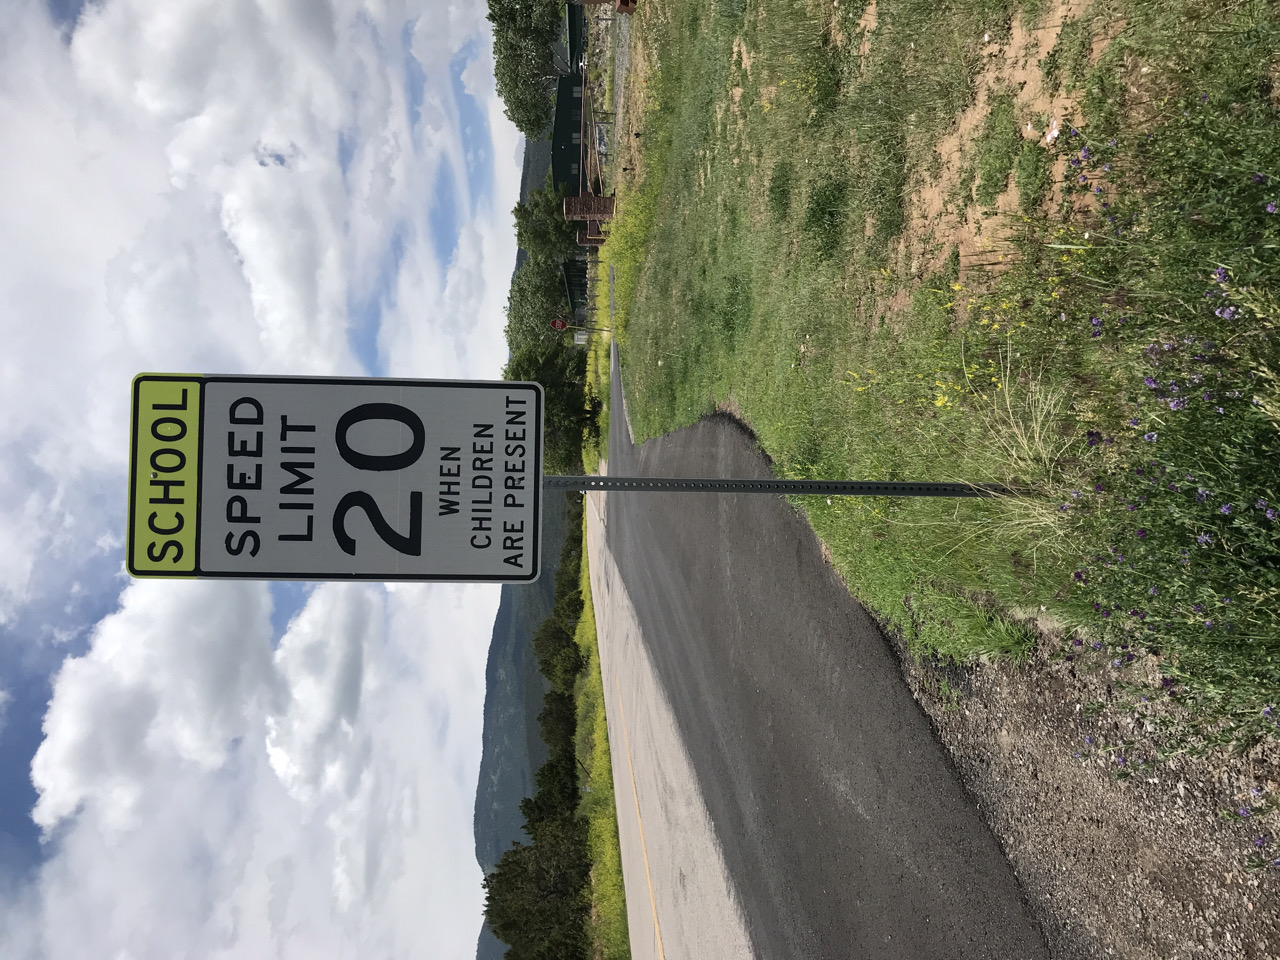 SCHOOL
SPEED
LIMIT
20
WHEN
CHILDREN
ARE PRESENT